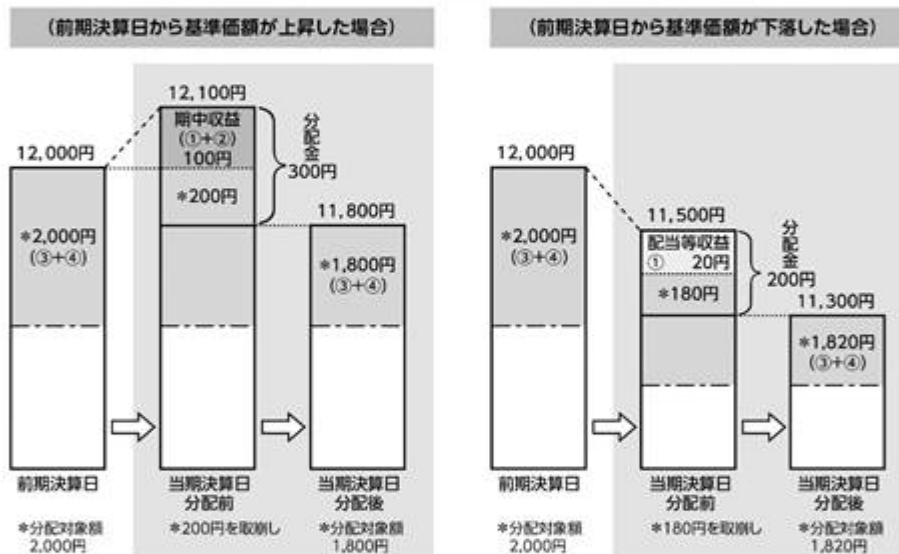 (前期決算日から基準価額が上昇した場合)
12,100円
期中収益
(①+②)
100円
12,000円
分配金
300円
*200円
11,800円
*2,000円
(③+④)
*1,800円
(③+④)
前期決算日
当期決算日
分配前
当期決算日
分配後
*分配対象額
2,000円
*200円を取崩し
*分配対象額
1,800円
(前期決算日から基準価額が下落した場合)
12,000円
11,500円
配当等収益
① 20円
分配金
200円
*180円
*2,000円
(③+④)
11,300円
*1,820円
(③+④)
前期決算日
当期決算日
分配前
当期決算日
分配後
*分配対象額
2,000円
*180円を取崩し
*分配対象額
1,820円